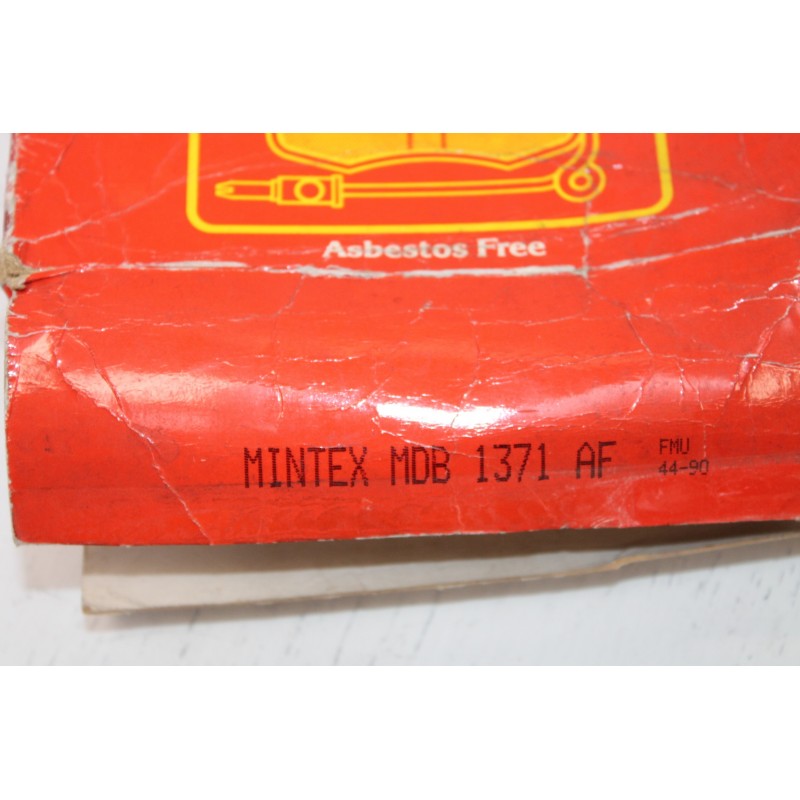 Asbestos Free
MINTEX MDB 1371 AF
FMU
44-90